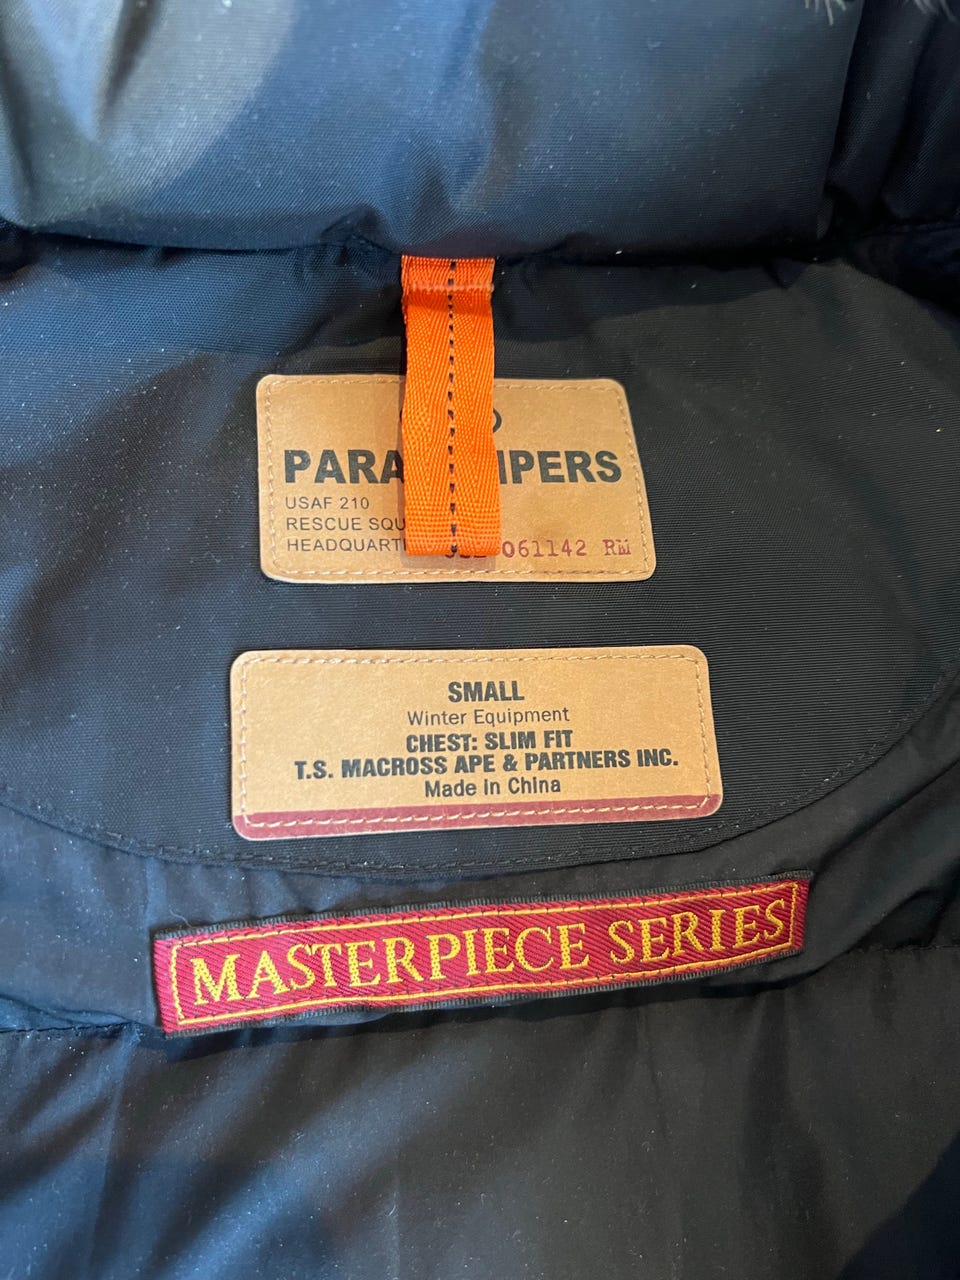 PARA IPERS
USAF 210
RESCUE SQU
HEADQUART 061142 RM
SMALL
Winter Equipment
CHEST: SLIM FIT
T.S. MACROSS APE & PARTNERS INC.
Made in China
MASTERPIECE SERIES